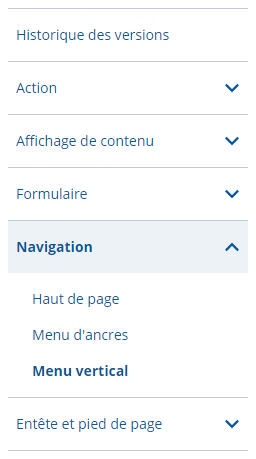 Historique des versions
Action
Affichage de contenu
Formulaire
Navigation
Haut de page
Menu d'ancres
Menu vertical
Entête et pied de page